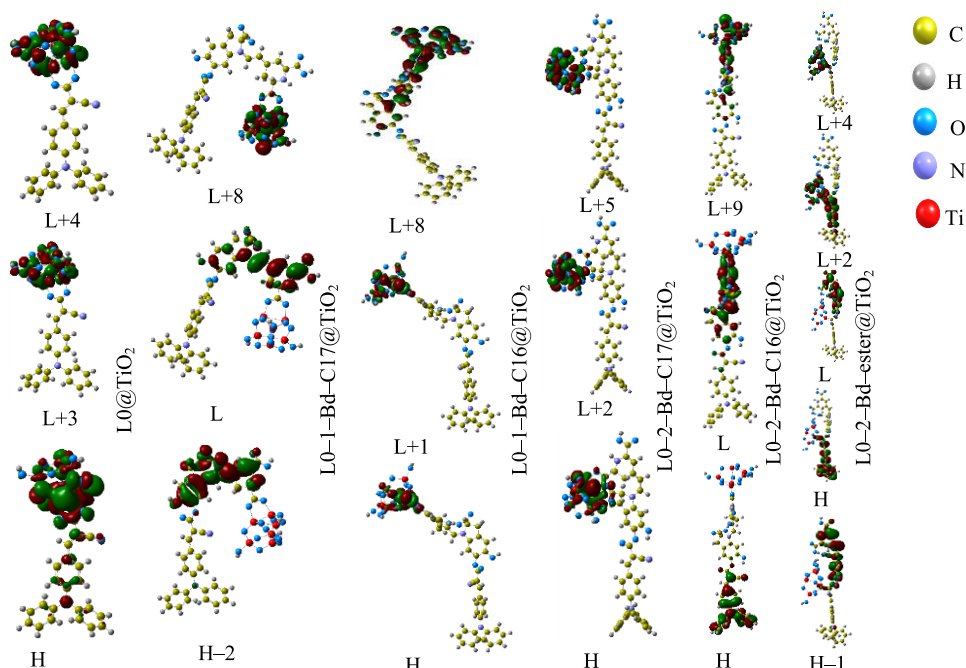 L+4
L+8
L+8
L+5
L+9
L+4
L+3
L
L+1
L+2
L
L+2
L
H
H
H–2
H
H
H
H–1
L0@TiO2
L0–1–Bd–C17@TiO2
L0–1–Bd–C16@TiO2
L0–2–Bd–C17@TiO2
L0–2–Bd–C16@TiO2
L0–2–Bd–ester@TiO2
C
H
O
N
Ti